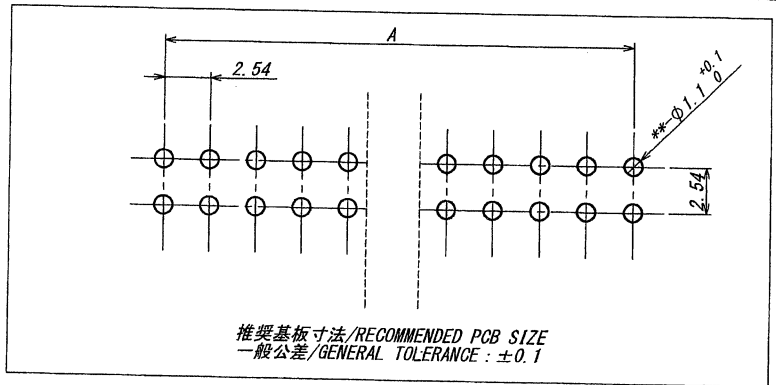 A
2.54
**-Φ1.1 +0.1 0
2.54
推奨基板寸法/RECOMMENDED PCB SIZE
一般公差/GENERAL TOLERANCE : ±0.1